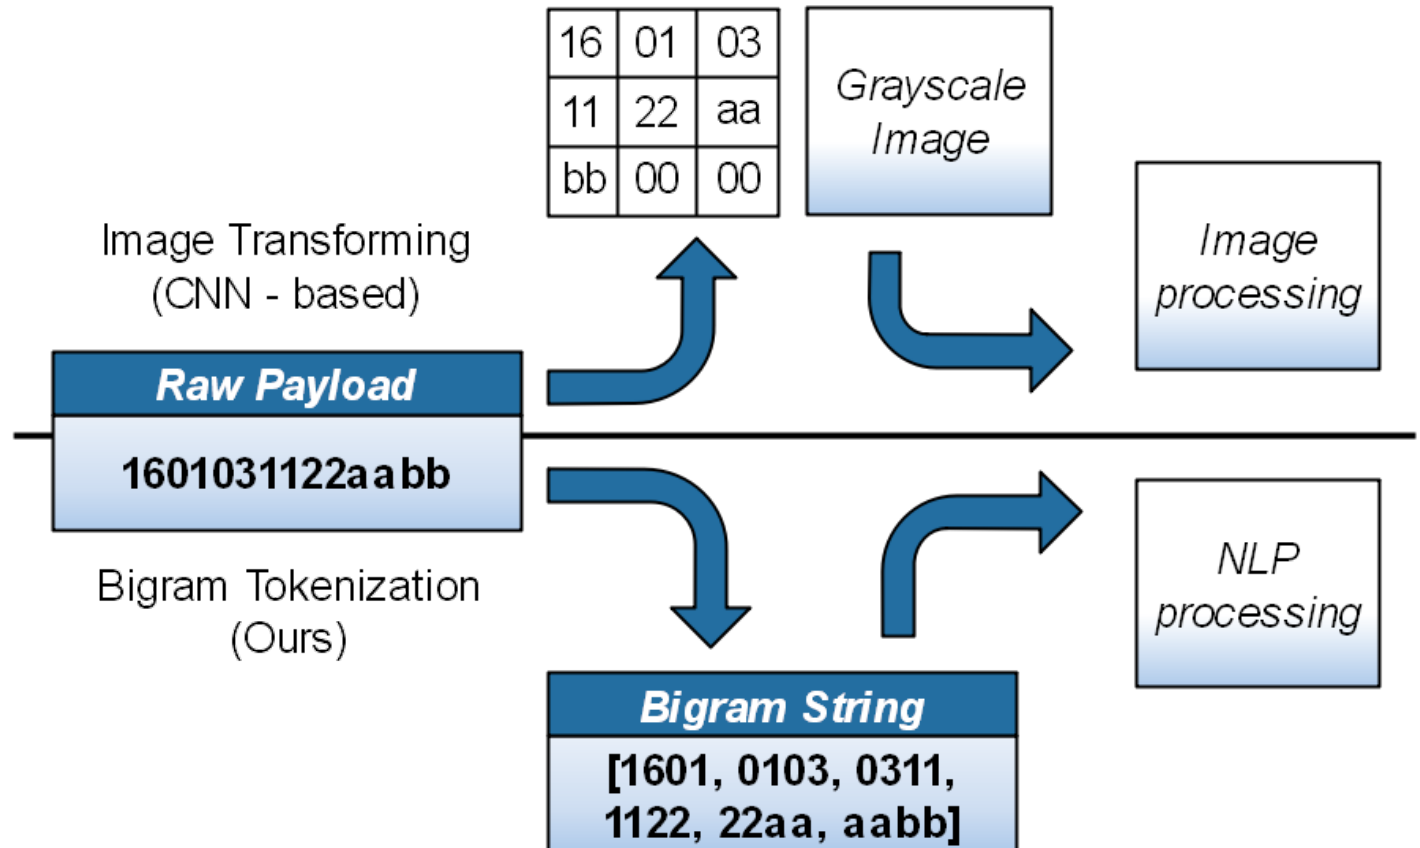 16 01 03
11 22 aa
bb 00 00
Grayscale
Image
Image
processing
Image Transforming
(CNN - based)
Raw Payload
1601031122aabb
Bigram Tokenization
(Ours)
NLP
processing
Bigram String
[1601, 0103, 0311,
1122, 22aa, aabb]